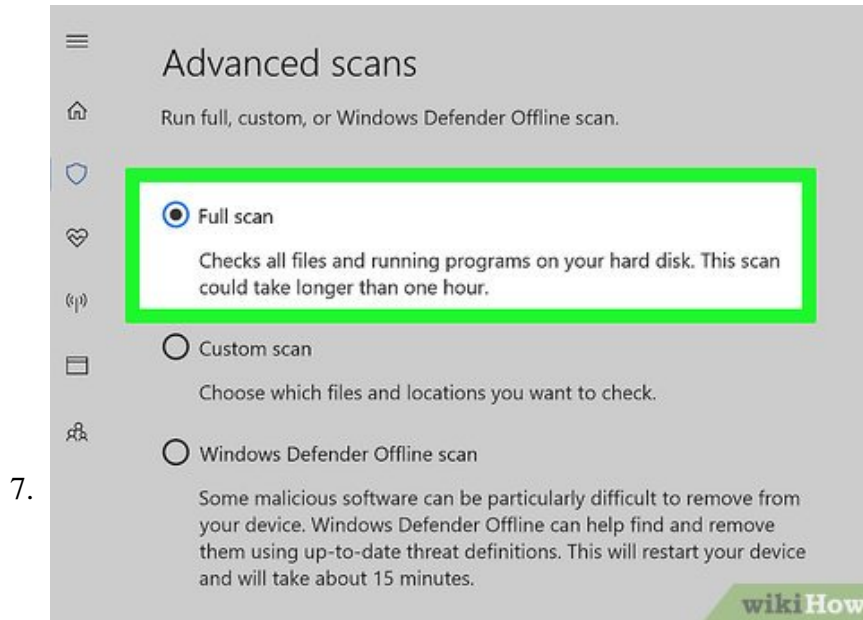 Advanced scans
Run full, custom, or Windows Defender Offline scan.
Full scan
Checks all files and running programs on your hard disk. This scan
could take longer than one hour.
Custom scan
Choose which files and locations you want to check.
Windows Defender Offline scan
7.
Some malicious software can be particularly difficult to remove from
your device. Windows Defender Offline can help find and remove
them using up-to-date threat definitions. This will restart your device
and will take about 15 minutes.
wikiHow